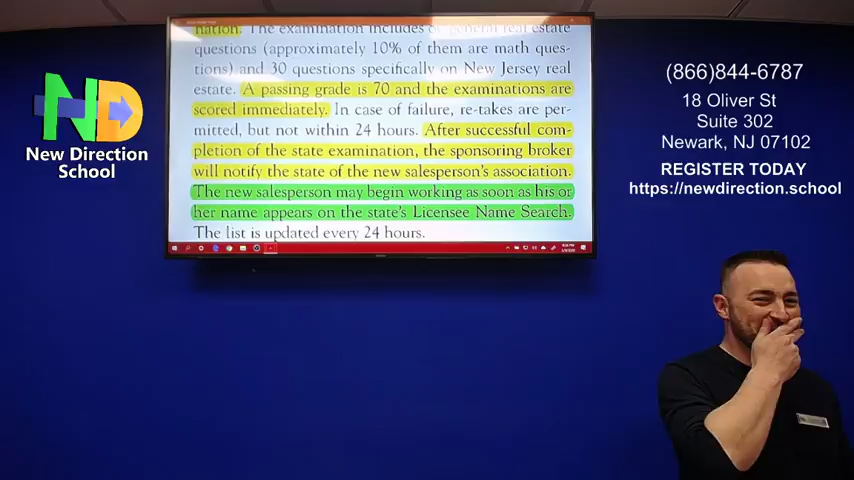 nation. The examination includes 80 general real estate
questions (approximately 10% of them are math ques-
tions) and 30 questions specifically on New Jersey real
estate. A passing grade is 70 and the examinations are
scored immediately. In case of failure, re-takes are per-
mitted, but not within 24 hours. After successful com-
pletion of the state examination, the sponsoring broker
will notify the state of the new salesperson's association.
The new salesperson may begin working as soon as his or
her name appears on the state's Licensee Name Search.
The list is updated every 24 hours.
ND
New Direction
School
(866)844-6787
18 Oliver St
Suite 302
Newark, NJ 07102
REGISTER TODAY
https://newdirection.school